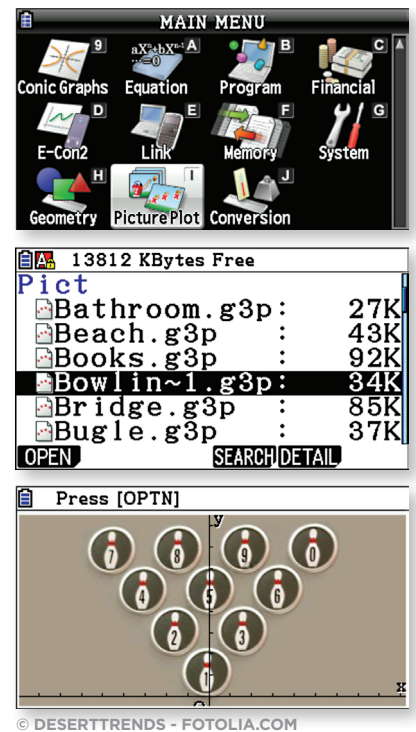 MAIN MENU
9 A B C
aXⁿ+bXⁿ⁻¹
…=0
Conic Graphs Equation Program Financial
D E F G
E-Con2 Link Memory System
H I J
Geometry Picture Plot Conversion
A 13812 KBytes Free
Pict
Bathroom.g3p: 27K
Beach.g3p : 43K
Books.g3p : 92K
Bowlin~1.g3p: 34K
Bridge.g3p : 85K
Bugle.g3p : 37K
OPEN SEARCH DETAIL
Press [OPTN]
y
7 8 9 0
4 5 6
2 3
1
x
O
© DESERTTRENDS - FOTOLIA.COM